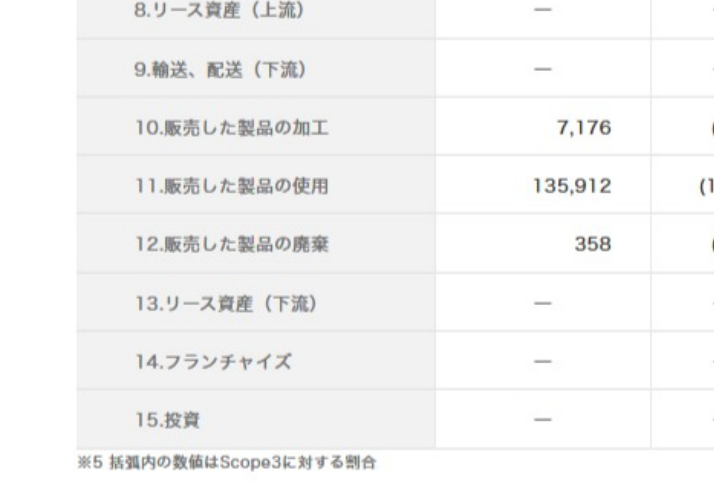 8.リース資産（上流） —
9.輸送、配送（下流） —
10.販売した製品の加工 7,176 (
11.販売した製品の使用 135,912 (1
12.販売した製品の廃棄 358 (
13.リース資産（下流） —
14.フランチャイズ —
15.投資 —
※5 括弧内の数値はScope3に対する割合